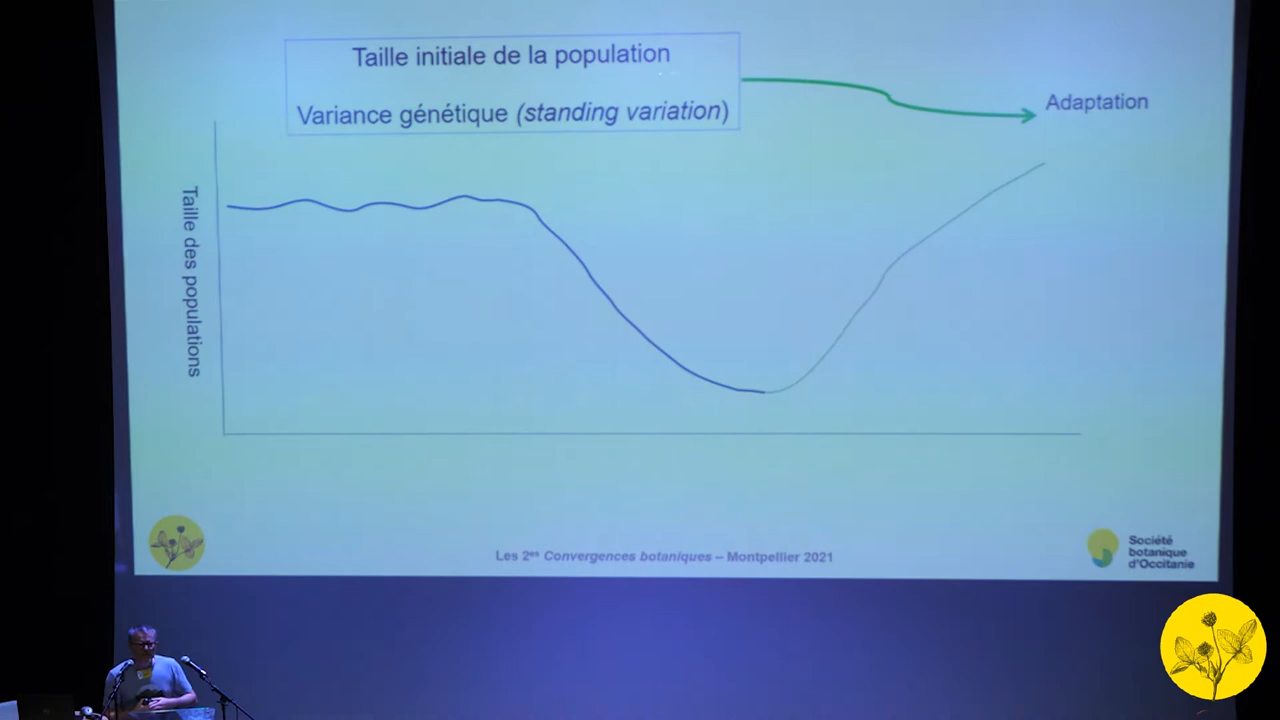 Taille initiale de la population
Variance génétique (standing variation)
Adaptation
Taille des populations
Les 2es Convergences botaniques – Montpellier 2021
Société
botanique
d'Occitanie